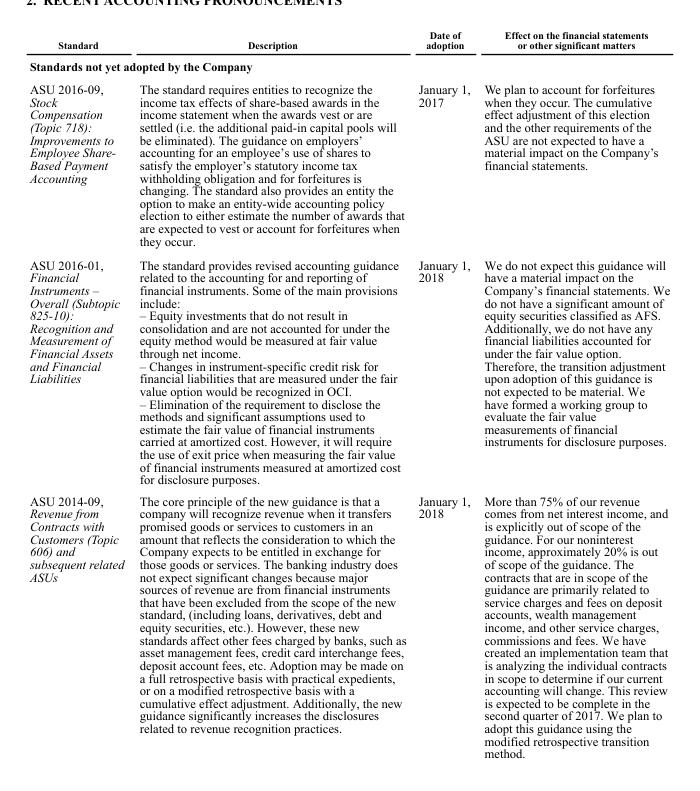 2. RECENT ACCOUNTING PRONOUNCEMENTS
Standard
Description
Date of
adoption
Effect on the financial statements
or other significant matters
Standards not yet adopted by the Company
ASU 2016-09,
Stock
Compensation
(Topic 718):
Improvements to
Employee Share-
Based Payment
Accounting
The standard requires entities to recognize the
income tax effects of share-based awards in the
income statement when the awards vest or are
settled (i.e. the additional paid-in capital pools will
be eliminated). The guidance on employers’
accounting for an employee’s use of shares to
satisfy the employer’s statutory income tax
withholding obligation and for forfeitures is
changing. The standard also provides an entity the
option to make an entity-wide accounting policy
election to either estimate the number of awards that
are expected to vest or account for forfeitures when
they occur.
January 1,
2017
We plan to account for forfeitures
when they occur. The cumulative
effect adjustment of this election
and the other requirements of the
ASU are not expected to have a
material impact on the Company’s
financial statements.
ASU 2016-01,
Financial
Instruments –
Overall (Subtopic
825-10):
Recognition and
Measurement of
Financial Assets
and Financial
Liabilities
The standard provides revised accounting guidance
related to the accounting for and reporting of
financial instruments. Some of the main provisions
include:
– Equity investments that do not result in
consolidation and are not accounted for under the
equity method would be measured at fair value
through net income.
– Changes in instrument-specific credit risk for
financial liabilities that are measured under the fair
value option would be recognized in OCI.
– Elimination of the requirement to disclose the
methods and significant assumptions used to
estimate the fair value of financial instruments
carried at amortized cost. However, it will require
the use of exit price when measuring the fair value
of financial instruments measured at amortized cost
for disclosure purposes.
January 1,
2018
We do not expect this guidance will
have a material impact on the
Company’s financial statements. We
do not have a significant amount of
equity securities classified as AFS.
Additionally, we do not have any
financial liabilities accounted for
under the fair value option.
Therefore, the transition adjustment
upon adoption of this guidance is
not expected to be material. We
have formed a working group to
evaluate the fair value
measurements of financial
instruments for disclosure purposes.
ASU 2014-09,
Revenue from
Contracts with
Customers (Topic
606) and
subsequent related
ASUs
The core principle of the new guidance is that a
company will recognize revenue when it transfers
promised goods or services to customers in an
amount that reflects the consideration to which the
Company expects to be entitled in exchange for
those goods or services. The banking industry does
not expect significant changes because major
sources of revenue are from financial instruments
that have been excluded from the scope of the new
standard, (including loans, derivatives, debt and
equity securities, etc.). However, these new
standards affect other fees charged by banks, such as
asset management fees, credit card interchange fees,
deposit account fees, etc. Adoption may be made on
a full retrospective basis with practical expedients,
or on a modified retrospective basis with a
cumulative effect adjustment. Additionally, the new
guidance significantly increases the disclosures
related to revenue recognition practices.
January 1,
2018
More than 75% of our revenue
comes from net interest income, and
is explicitly out of scope of the
guidance. For our noninterest
income, approximately 20% is out
of scope of the guidance. The
contracts that are in scope of the
guidance are primarily related to
service charges and fees on deposit
accounts, wealth management
income, and other service charges,
commissions and fees. We have
created an implementation team that
is analyzing the individual contracts
in scope to determine if our current
accounting will change. This review
is expected to be complete in the
second quarter of 2017. We plan to
adopt this guidance using the
modified retrospective transition
method.